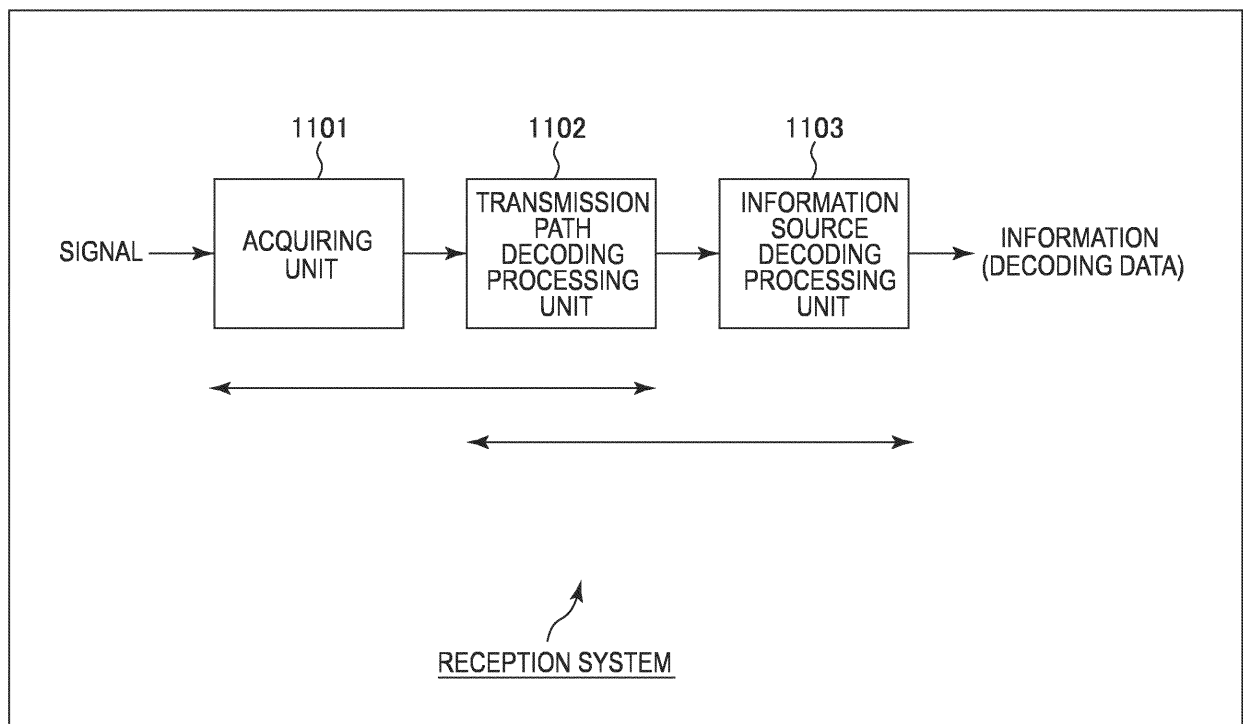 1101
1102
1103
SIGNAL
ACQUIRING
UNIT
TRANSMISSION
PATH
DECODING
PROCESSING
UNIT
INFORMATION
SOURCE
DECODING
PROCESSING
UNIT
INFORMATION
(DECODING DATA)
RECEPTION SYSTEM